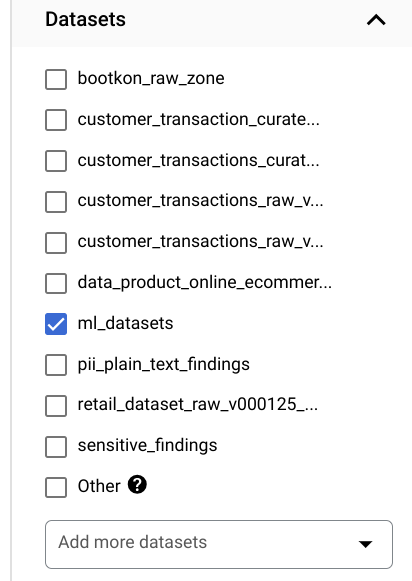 Datasets
bootkon_raw_zone
customer_transaction_curate...
customer_transactions_curat...
customer_transactions_raw_v...
customer_transactions_raw_v...
data_product_online_ecommer...
ml_datasets
pii_plain_text_findings
retail_dataset_raw_v000125_...
sensitive_findings
Other ?
Add more datasets